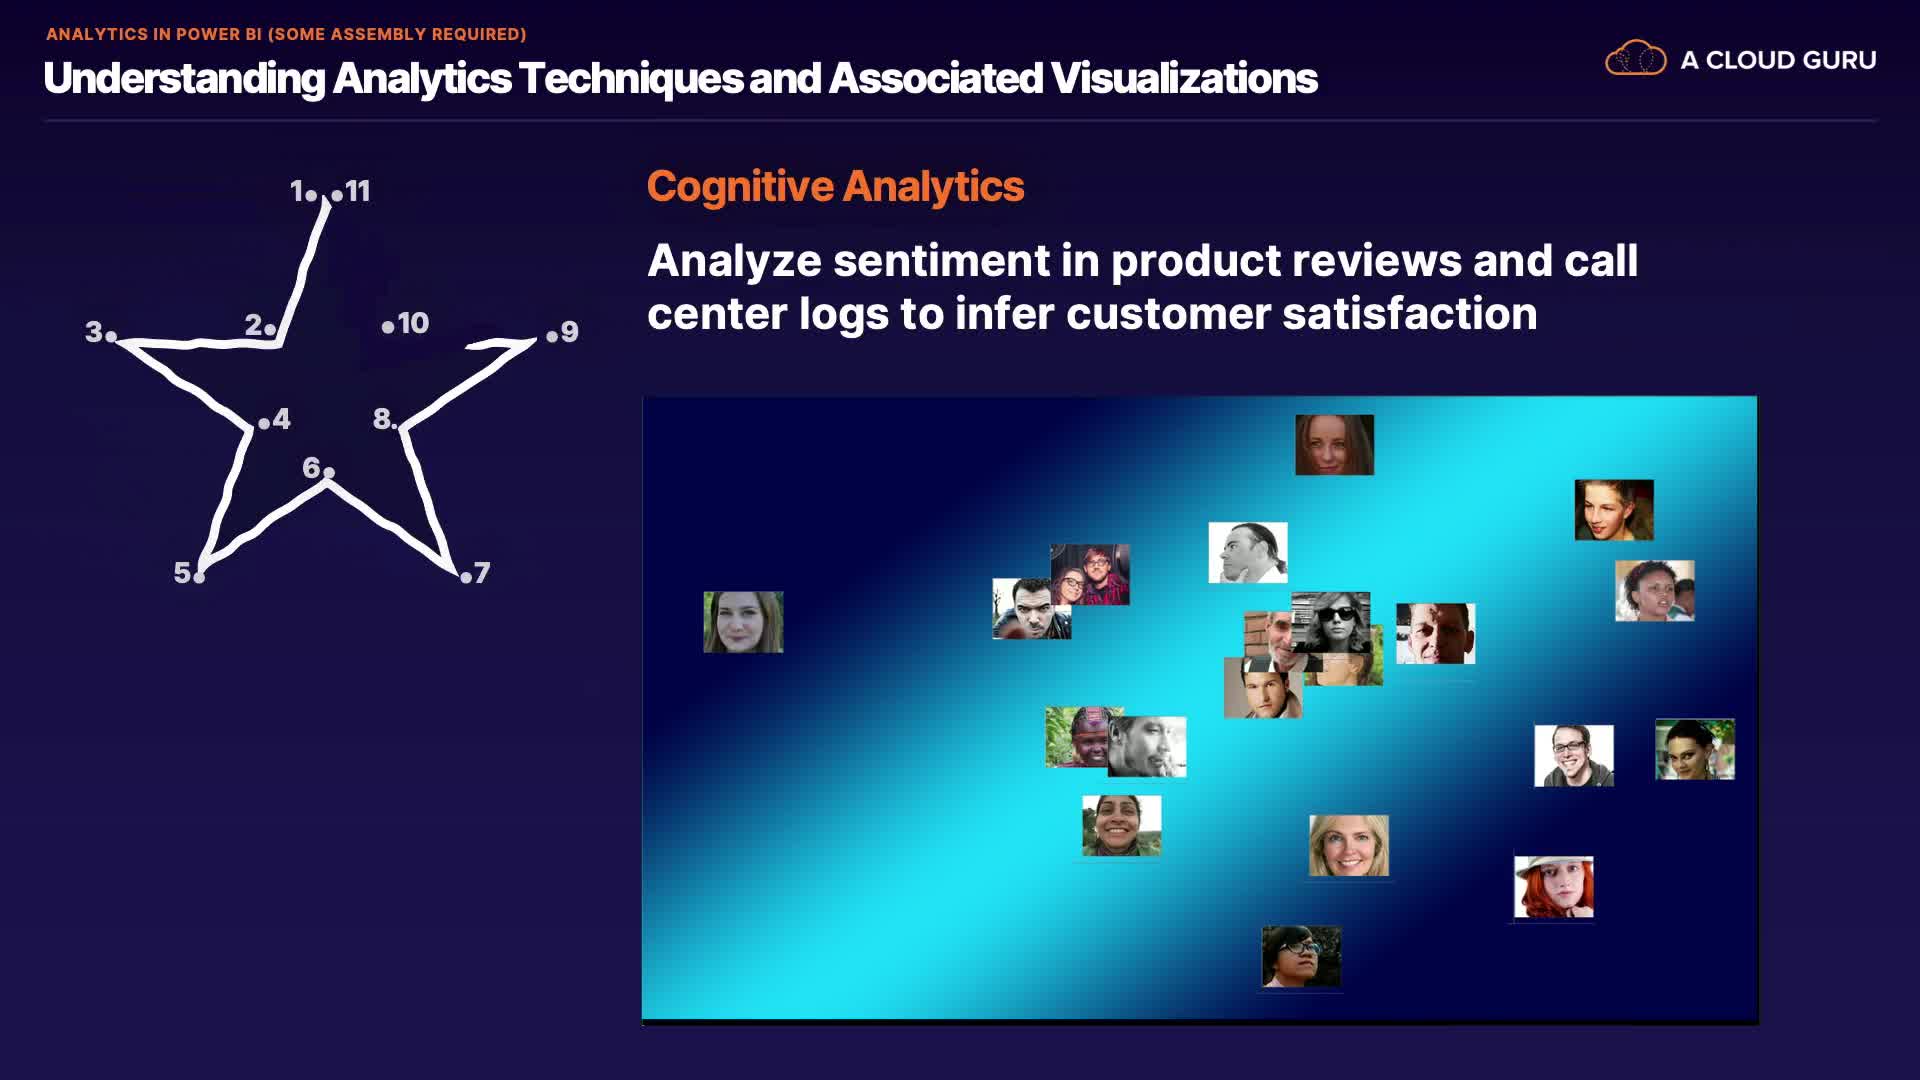 ANALYTICS IN POWER BI (SOME ASSEMBLY REQUIRED)
Understanding Analytics Techniques and Associated Visualizations
A CLOUD GURU
1 11
Cognitive Analytics
Analyze sentiment in product reviews and call
center logs to infer customer satisfaction
3 2 10 9
4 8
6
5 7